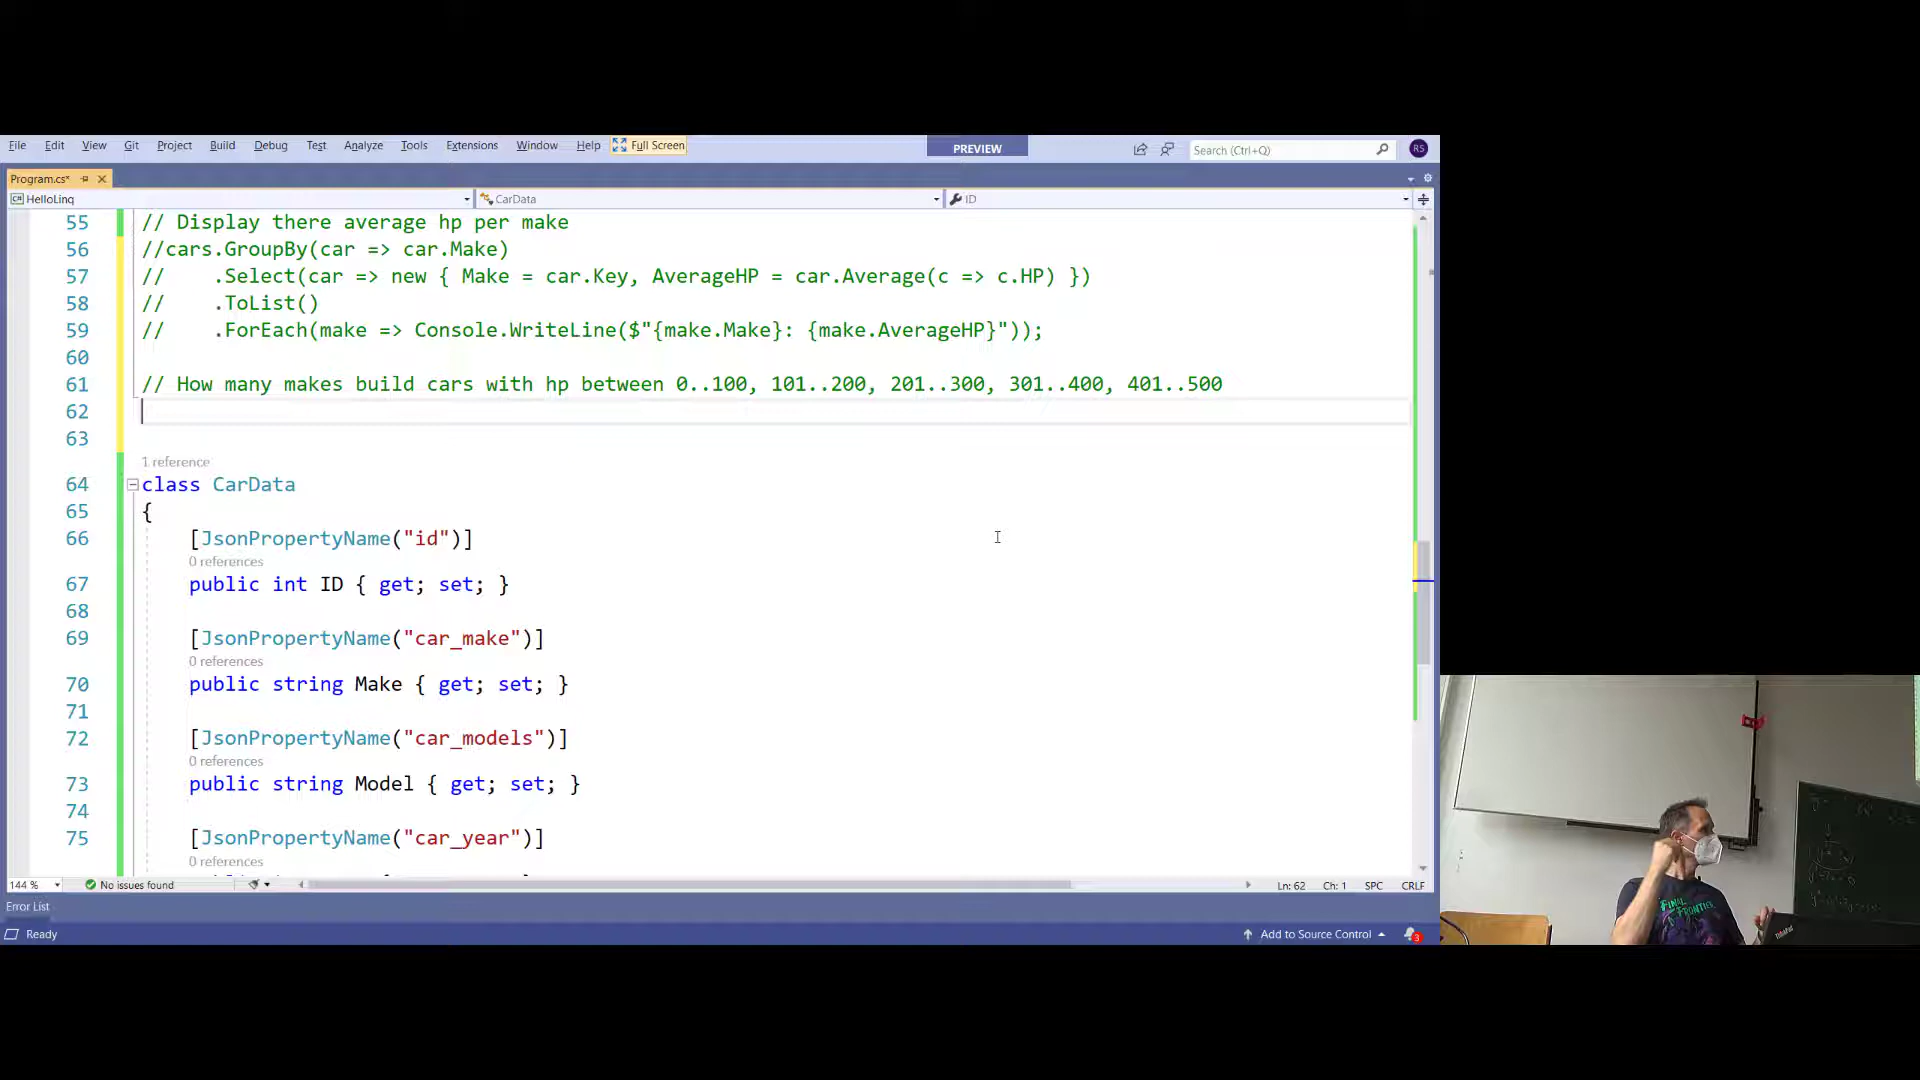 File Edit View Git Project Build Debug Test Analyze Tools Extensions Window Help Full Screen PREVIEW Search (Ctrl+Q) RS
Program.cs*
HelloLinq CarData ID
55 // Display there average hp per make
56 //cars.GroupBy(car => car.Make)
57 // .Select(car => new { Make = car.Key, AverageHP = car.Average(c => c.HP) })
58 // .ToList()
59 // .ForEach(make => Console.WriteLine($"{make.Make}: {make.AverageHP}"));
60
61 // How many makes build cars with hp between 0..100, 101..200, 201..300, 301..400, 401..500
62
63
1 reference
64 class CarData
65 {
66 [JsonPropertyName("id")]
0 references
67 public int ID { get; set; }
68
69 [JsonPropertyName("car_make")]
0 references
70 public string Make { get; set; }
71
72 [JsonPropertyName("car_models")]
0 references
73 public string Model { get; set; }
74
75 [JsonPropertyName("car_year")]
0 references
144 % No issues found Ln: 62 Ch: 1 SPC CRLF
Error List
Ready Add to Source Control 3
FINAL
FRONTIER
ThinkPad